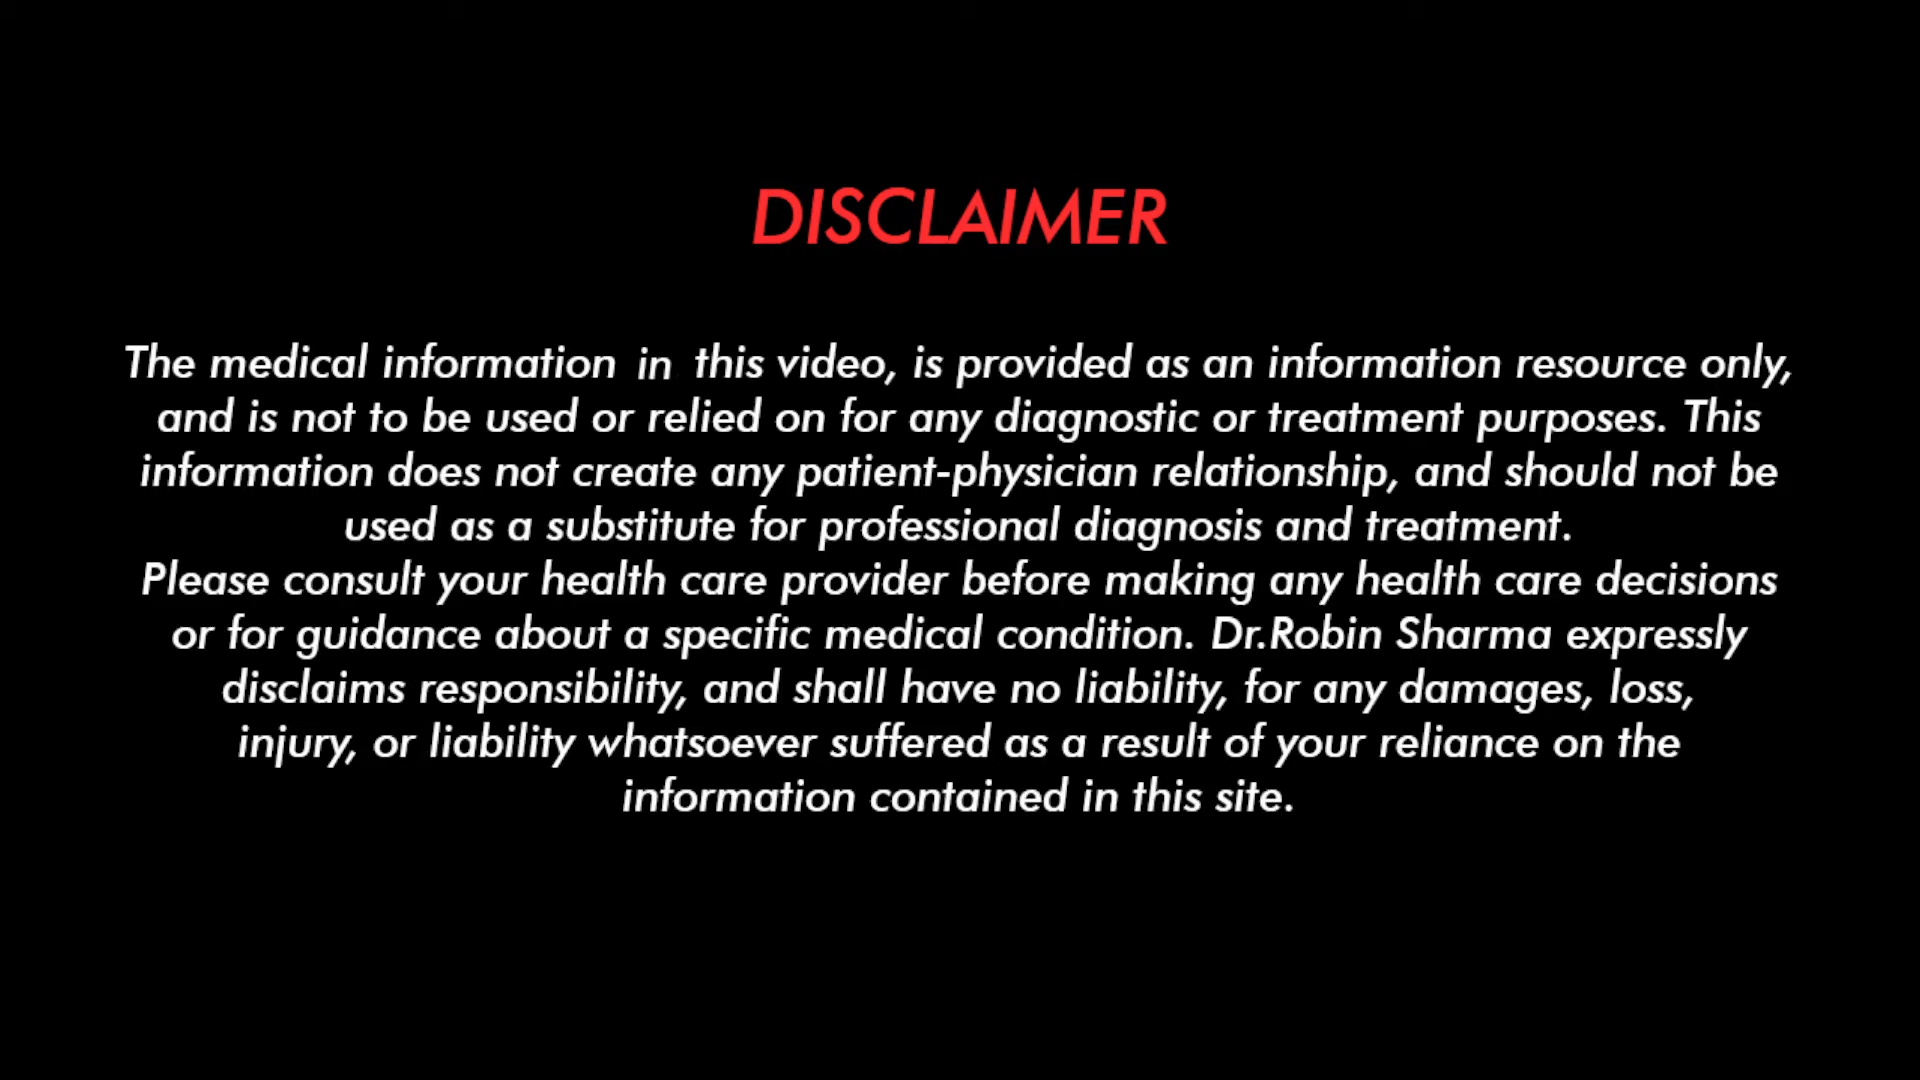 DISCLAIMER
The medical information in this video, is provided as an information resource only,
and is not to be used or relied on for any diagnostic or treatment purposes. This
information does not create any patient-physician relationship, and should not be
used as a substitute for professional diagnosis and treatment.
Please consult your health care provider before making any health care decisions
or for guidance about a specific medical condition. Dr.Robin Sharma expressly
disclaims responsibility, and shall have no liability, for any damages, loss,
injury, or liability whatsoever suffered as a result of your reliance on the
information contained in this site.